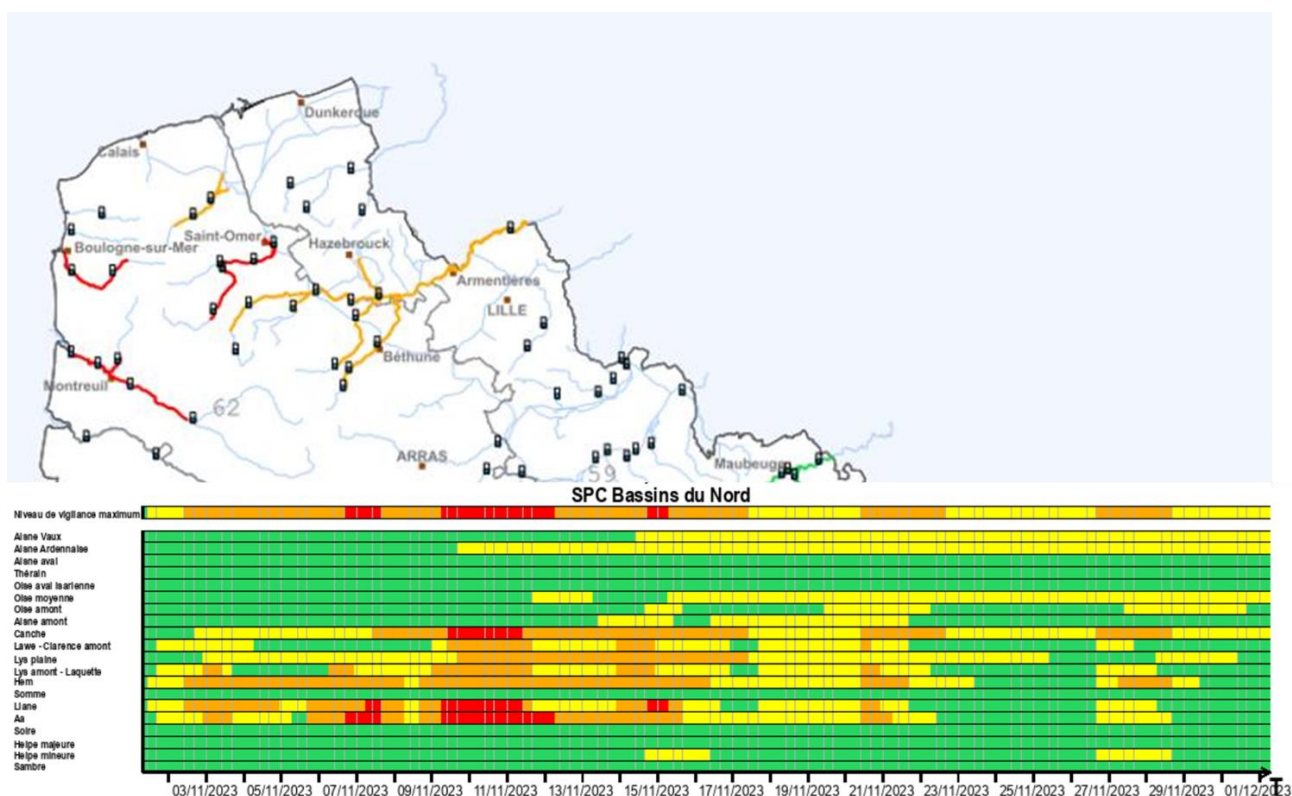 Dunkerque
Calais
Saint-Omer
Boulogne-sur-Mer
Hazebrouck
Armentières
LILLE
Béthune
Montreuil
62
ARRAS
59
Maubeuge
SPC Bassins du Nord
Niveau de vigilance maximum
Aisne Vaux
Aisne Ardennaise
Aisne aval
Thérain
Oise aval Isarienne
Oise moyenne
Oise amont
Aisne amont
Canche
Lawe - Clarence amont
Lys plaine
Lys amont - Laquette
Hem
Somme
Liane
Aa
Solre
Helpe majeure
Helpe mineure
Sambre
03/11/2023 05/11/2023 07/11/2023 09/11/2023 11/11/2023 13/11/2023 15/11/2023 17/11/2023 19/11/2023 21/11/2023 23/11/2023 25/11/2023 27/11/2023 29/11/2023 01/12/2023 T